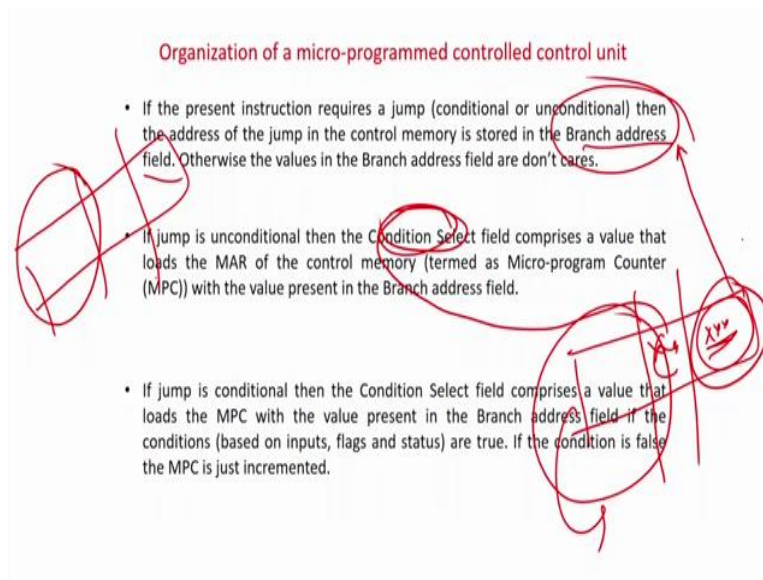 Organization of a micro-programmed controlled control unit
• If the present instruction requires a jump (conditional or unconditional) then
the address of the jump in the control memory is stored in the Branch address
field. Otherwise the values in the Branch address field are don't cares.
• If jump is unconditional then the Condition Select field comprises a value that
loads the MAR of the control memory (termed as Micro-program Counter
(MPC)) with the value present in the Branch address field.
• If jump is conditional then the Condition Select field comprises a value that
loads the MPC with the value present in the Branch address field if the
conditions (based on inputs, flags and status) are true. If the condition is false
the MPC is just incremented.